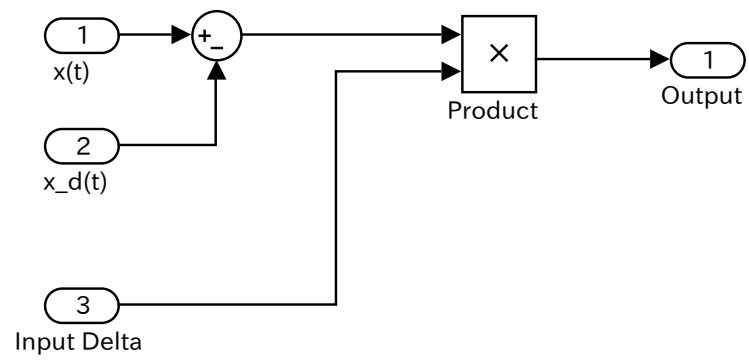 1
x(t)
+
−
×
Product
1
Output
2
x_d(t)
3
Input Delta